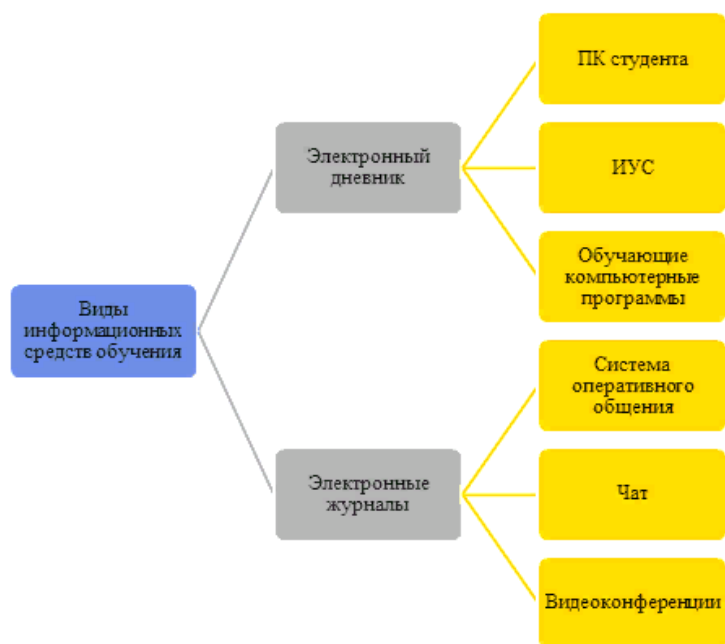 Виды
информационных
средств обучения
Электронный
дневник
ПК студента
ИУС
Обучающие
компьютерные
программы
Электронные
журналы
Система
оперативного
общения
Чат
Видеоконференции